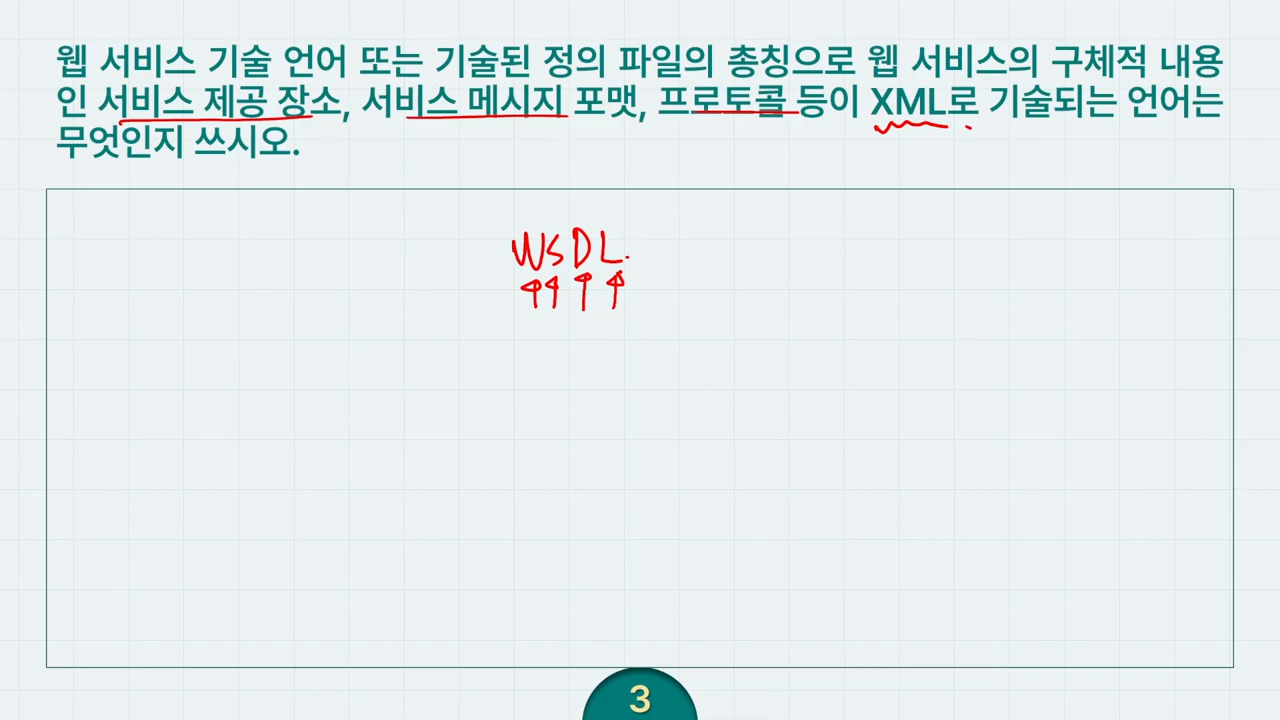 웹 서비스 기술 언어 또는 기술된 정의 파일의 총칭으로 웹 서비스의 구체적 내용
인 서비스 제공 장소, 서비스 메시지 포맷, 프로토콜 등이 XML로 기술되는 언어는
무엇인지 쓰시오.
WSDL.
3